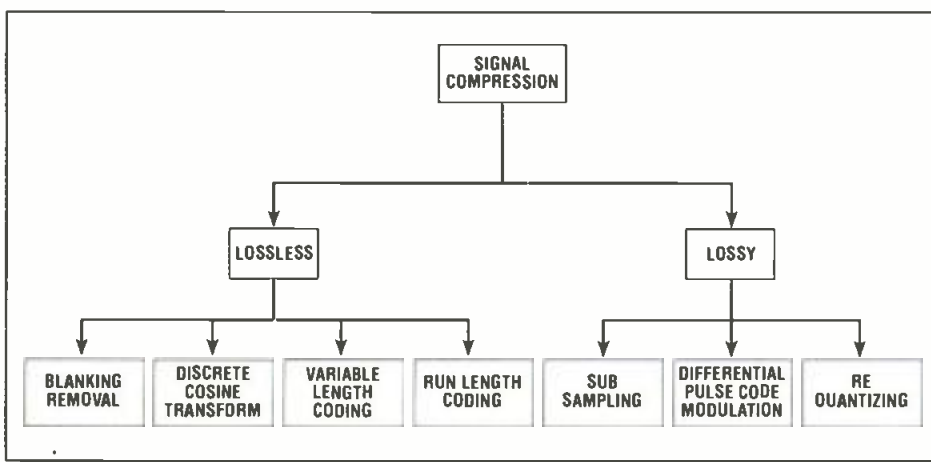 SIGNAL
COMPRESSION
LOSSLESS
LOSSY
BLANKING
REMOVAL
DISCRETE
COSINE
TRANSFORM
VARIABLE
LENGTH
CODING
RUN LENGTH
CODING
SUB
SAMPLING
DIFFERENTIAL
PULSE CODE
MODULATION
RE
QUANTIZING